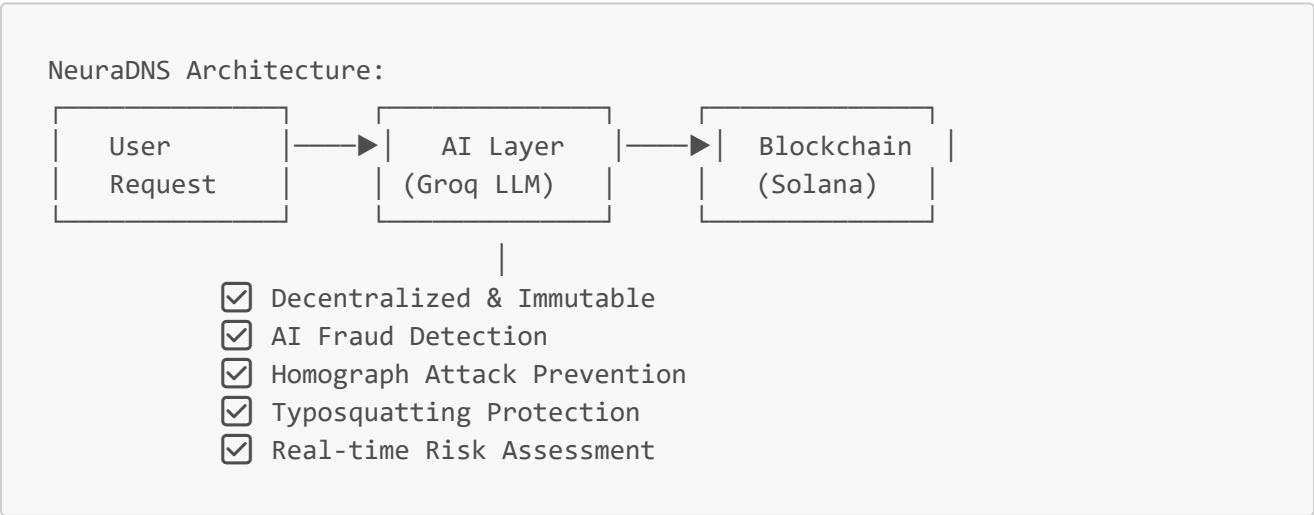 NeuraDNS Architecture:
User AI Layer Blockchain
Request (Groq LLM) (Solana)
Decentralized & Immutable
AI Fraud Detection
Homograph Attack Prevention
Typosquatting Protection
Real-time Risk Assessment